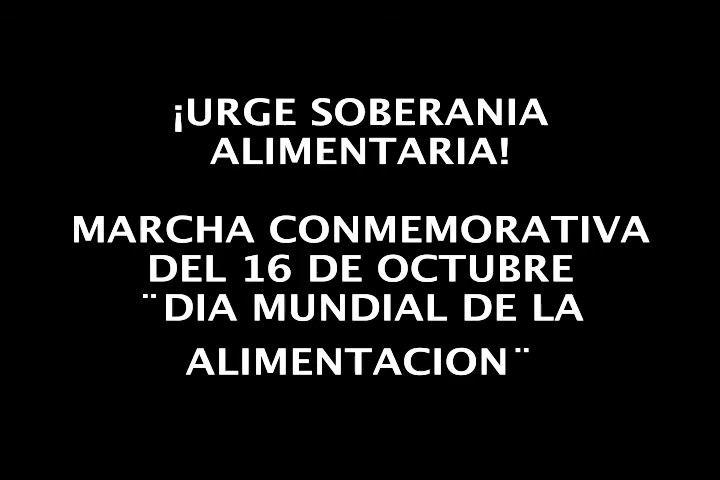 ¡URGE SOBERANIA
ALIMENTARIA!
MARCHA CONMEMORATIVA
DEL 16 DE OCTUBRE
¨DIA MUNDIAL DE LA
ALIMENTACION¨